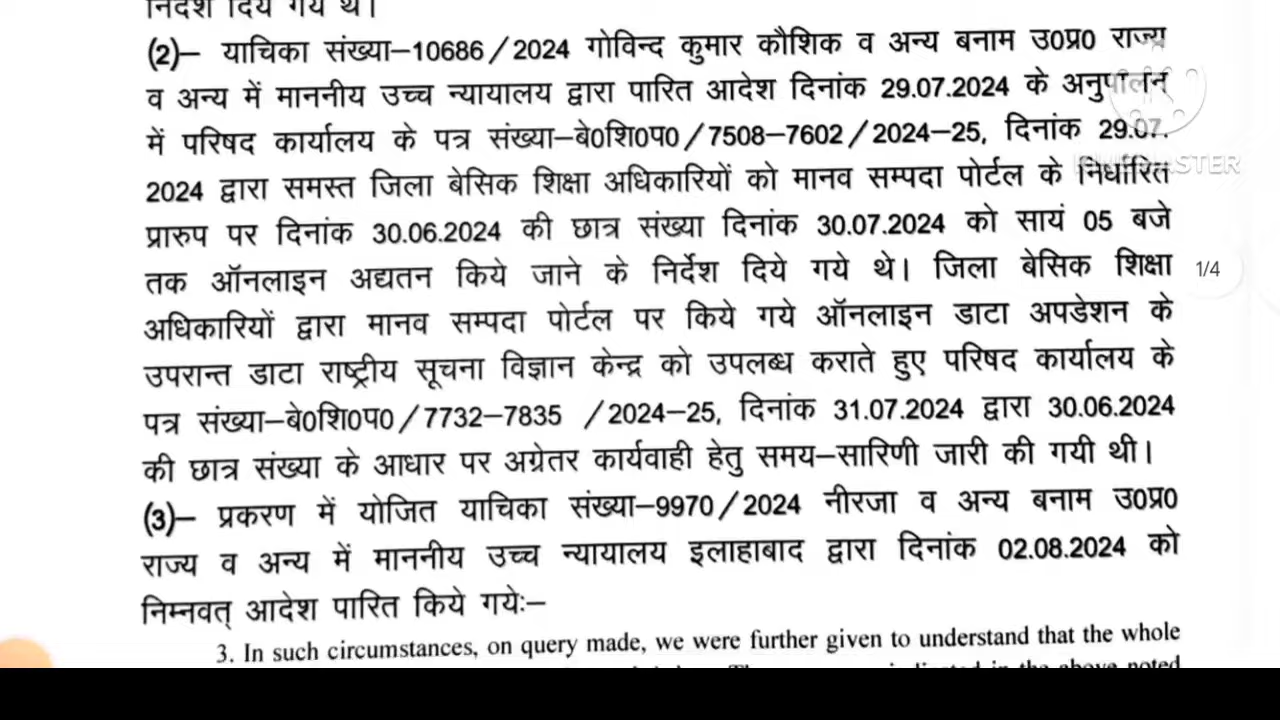 निर्देश दिये गये थे।
(2)– याचिका संख्या–10686/2024 गोविन्द कुमार कौशिक व अन्य बनाम उ0प्र0 राज्य
व अन्य में माननीय उच्च न्यायालय द्वारा पारित आदेश दिनांक 29.07.2024 के अनुपालन
में परिषद कार्यालय के पत्र संख्या–बे0शि0प0/7508–7602/2024–25, दिनांक 29.07.
2024 द्वारा समस्त जिला बेसिक शिक्षा अधिकारियों को मानव सम्पदा पोर्टल के निर्धारित
प्रारुप पर दिनांक 30.06.2024 की छात्र संख्या दिनांक 30.07.2024 को सायं 05 बजे
तक ऑनलाइन अद्यतन किये जाने के निर्देश दिये गये थे। जिला बेसिक शिक्षा
अधिकारियों द्वारा मानव सम्पदा पोर्टल पर किये गये ऑनलाइन डाटा अपडेशन के
उपरान्त डाटा राष्ट्रीय सूचना विज्ञान केन्द्र को उपलब्ध कराते हुए परिषद कार्यालय के
पत्र संख्या–बे0शि0प0/7732–7835 /2024–25, दिनांक 31.07.2024 द्वारा 30.06.2024
की छात्र संख्या के आधार पर अग्रेतर कार्यवाही हेतु समय–सारिणी जारी की गयी थी।
(3)– प्रकरण में योजित याचिका संख्या–9970/2024 नीरजा व अन्य बनाम उ0प्र0
राज्य व अन्य में माननीय उच्च न्यायालय इलाहाबाद द्वारा दिनांक 02.08.2024 को
निम्नवत् आदेश पारित किये गयेः–
3. In such circumstances, on query made, we were further given to understand that the whole
in the above noted
1/4
KINEMASTER